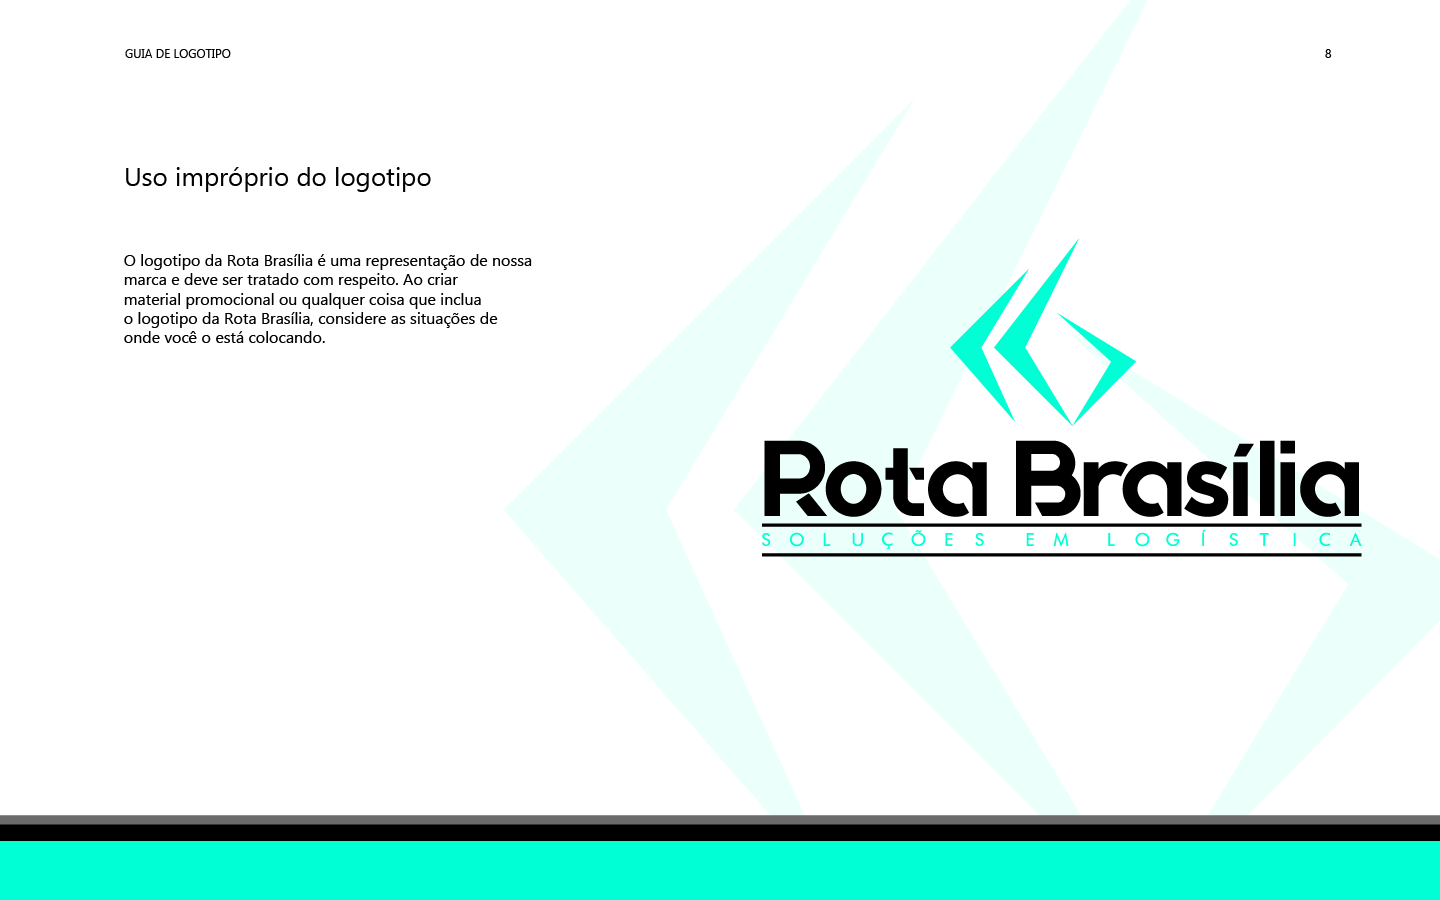 GUIA DE LOGOTIPO
8
Uso impróprio do logotipo
O logotipo da Rota Brasília é uma representação de nossa
marca e deve ser tratado com respeito. Ao criar
material promocional ou qualquer coisa que inclua
o logotipo da Rota Brasília, considere as situações de
onde você o está colocando.
Rota Brasília
SOLUÇÕES EM LOGÍSTICA